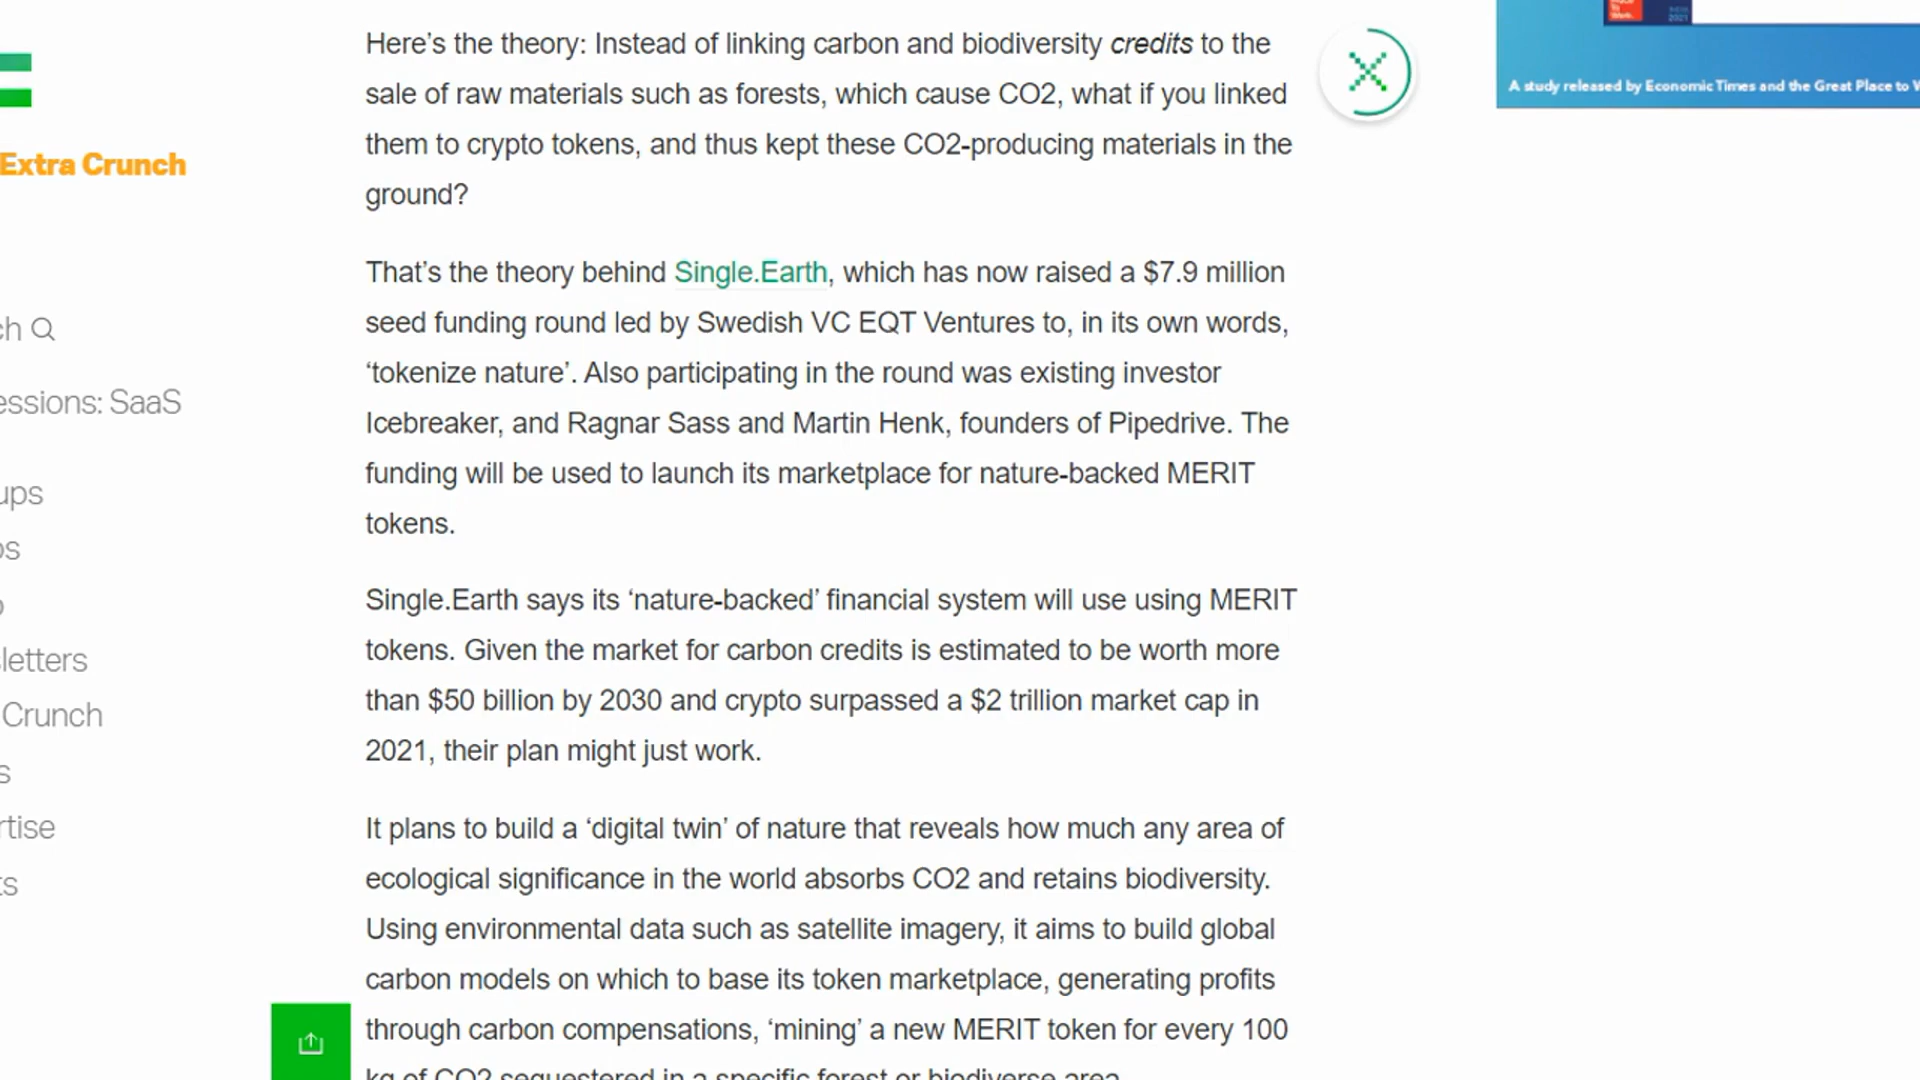 Here’s the theory: Instead of linking carbon and biodiversity credits to the
sale of raw materials such as forests, which cause CO2, what if you linked
them to crypto tokens, and thus kept these CO2-producing materials in the
ground?
That’s the theory behind Single.Earth, which has now raised a $7.9 million
seed funding round led by Swedish VC EQT Ventures to, in its own words,
‘tokenize nature’. Also participating in the round was existing investor
Icebreaker, and Ragnar Sass and Martin Henk, founders of Pipedrive. The
funding will be used to launch its marketplace for nature-backed MERIT
tokens.
Single.Earth says its ‘nature-backed’ financial system will use using MERIT
tokens. Given the market for carbon credits is estimated to be worth more
than $50 billion by 2030 and crypto surpassed a $2 trillion market cap in
2021, their plan might just work.
It plans to build a ‘digital twin’ of nature that reveals how much any area of
ecological significance in the world absorbs CO2 and retains biodiversity.
Using environmental data such as satellite imagery, it aims to build global
carbon models on which to base its token marketplace, generating profits
through carbon compensations, ‘mining’ a new MERIT token for every 100
kg of CO2 sequestered in a specific forest or biodiverse area.
Extra Crunch
ch
essions: SaaS
ups
ps
letters
Crunch
s
rtise
ts
2021
A study released by Economic Times and the Great Place to